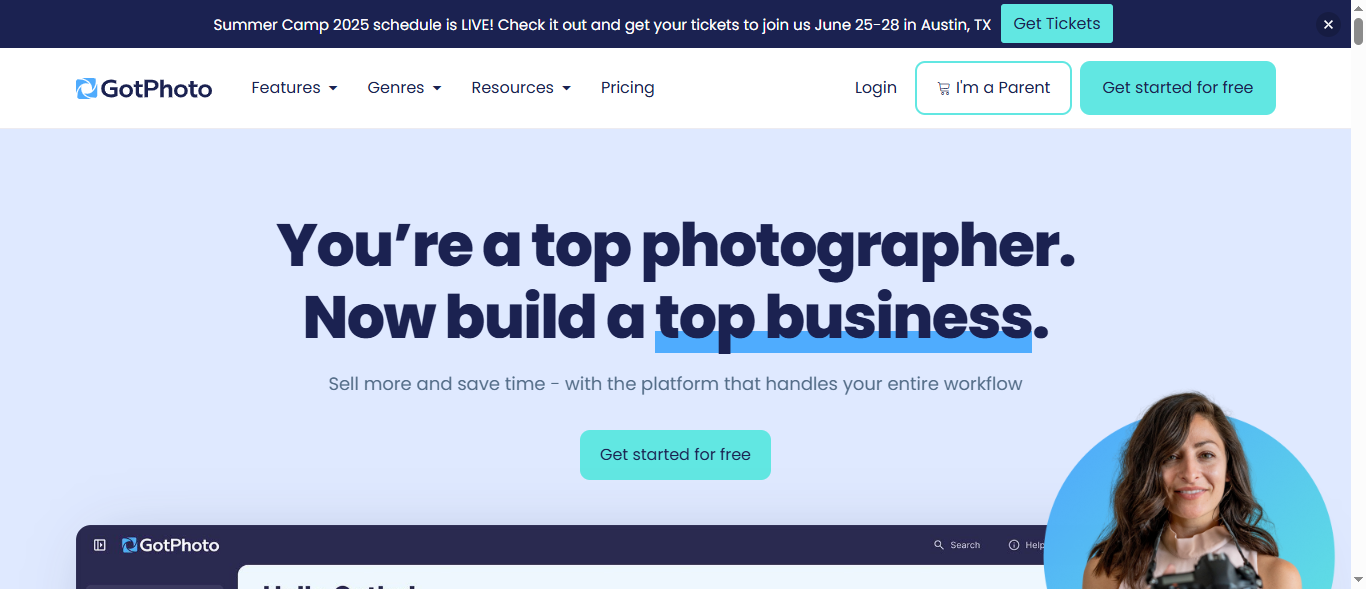 Summer Camp 2025 schedule is LIVE! Check it out and get your tickets to join us June 25-28 in Austin, TX Get Tickets
GotPhoto Features Genres Resources Pricing Login I'm a Parent Get started for free
You’re a top photographer.
Now build a top business.
Sell more and save time - with the platform that handles your entire workflow
Get started for free
GotPhoto Search Help